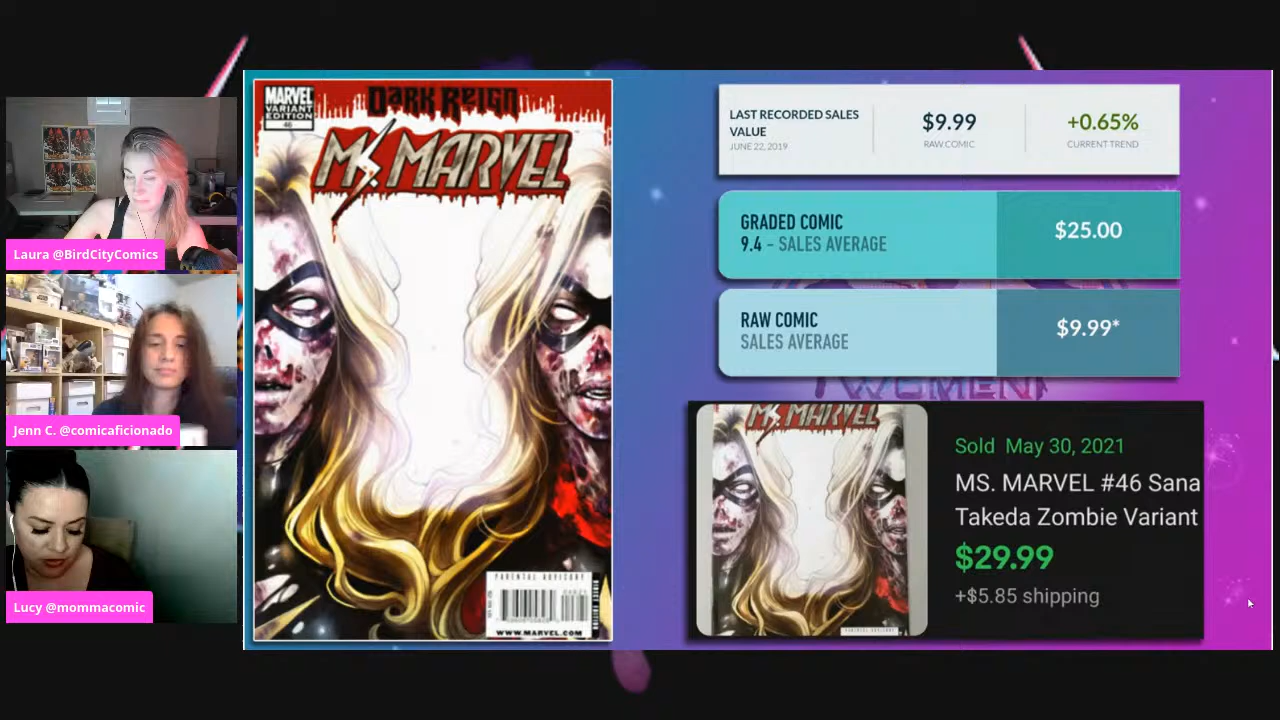 Laura @BirdCityComics
Jenn C. @comicaficionado
Lucy @mommacomic
MARVEL
VARIANT
EDITION
46
DARK REIGN
MS. MARVEL
PARENTAL ADVISORY
WWW.MARVEL.COM
LAST RECORDED SALES
VALUE
JUNE 22, 2019
$9.99
RAW COMIC
+0.65%
CURRENT TREND
GRADED COMIC
9.4 – SALES AVERAGE
$25.00
RAW COMIC
SALES AVERAGE
$9.99*
WOMEN
MS. MARVEL
Sold May 30, 2021
MS. MARVEL #46 Sana
Takeda Zombie Variant
$29.99
+$5.85 shipping